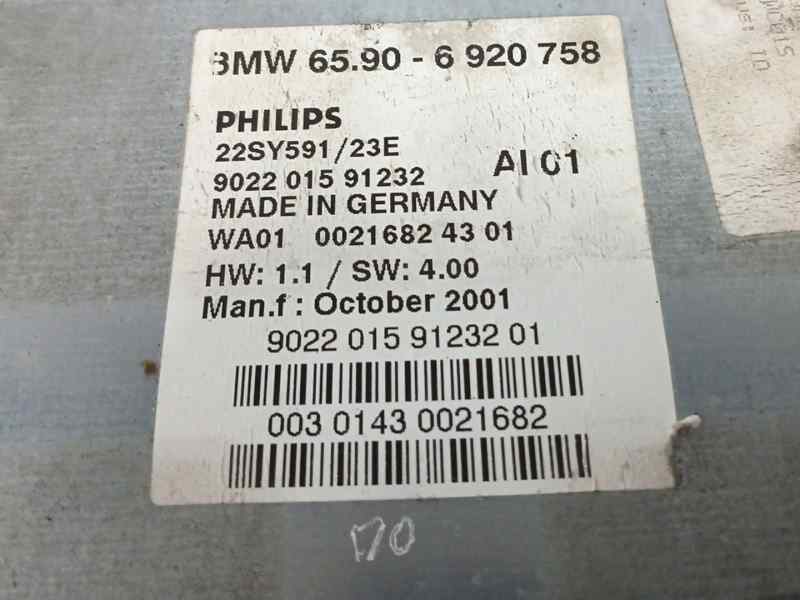 BMW 65.90 - 6 920 758
PHILIPS
22SY591/23E
AI 01
9022 015 91232
MADE IN GERMANY
WA01 0021682 43 01
HW: 1.1 / SW: 4.00
Man.f : October 2001
9022 015 91232 01
003 0143 0021682
170